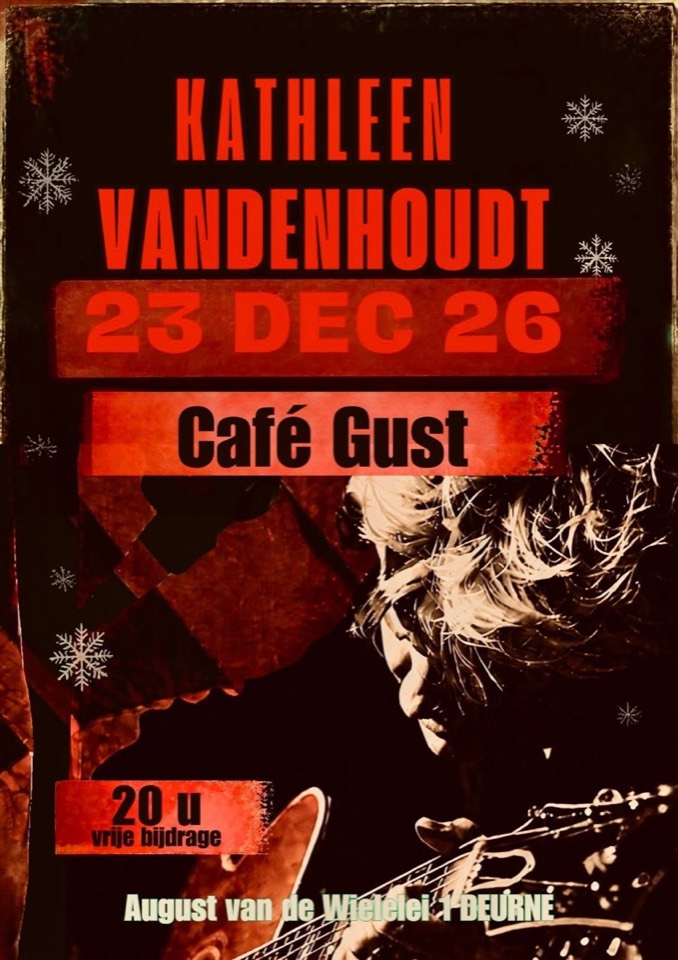 KATHLEEN
VANDENHOUDT
23 DEC 26
Café Gust
20 u
vrije bijdrage
August van de Wielelei 1 DEURNE